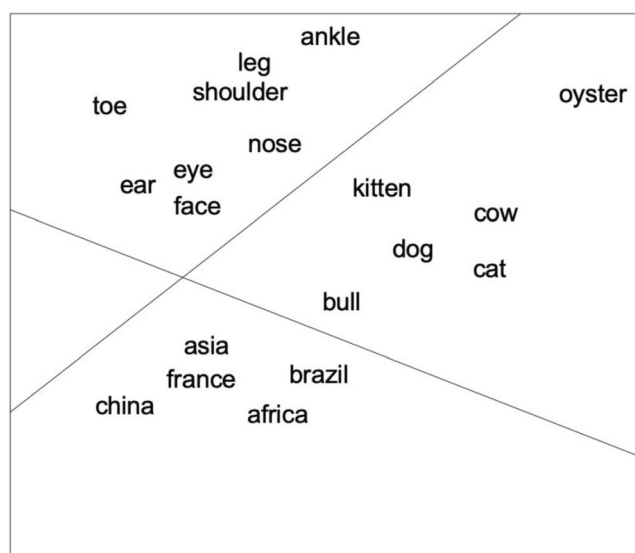 ankle
leg
shoulder
oyster
toe
nose
eye
ear
kitten
face
cow
dog
cat
bull
asia
brazil
france
china
africa